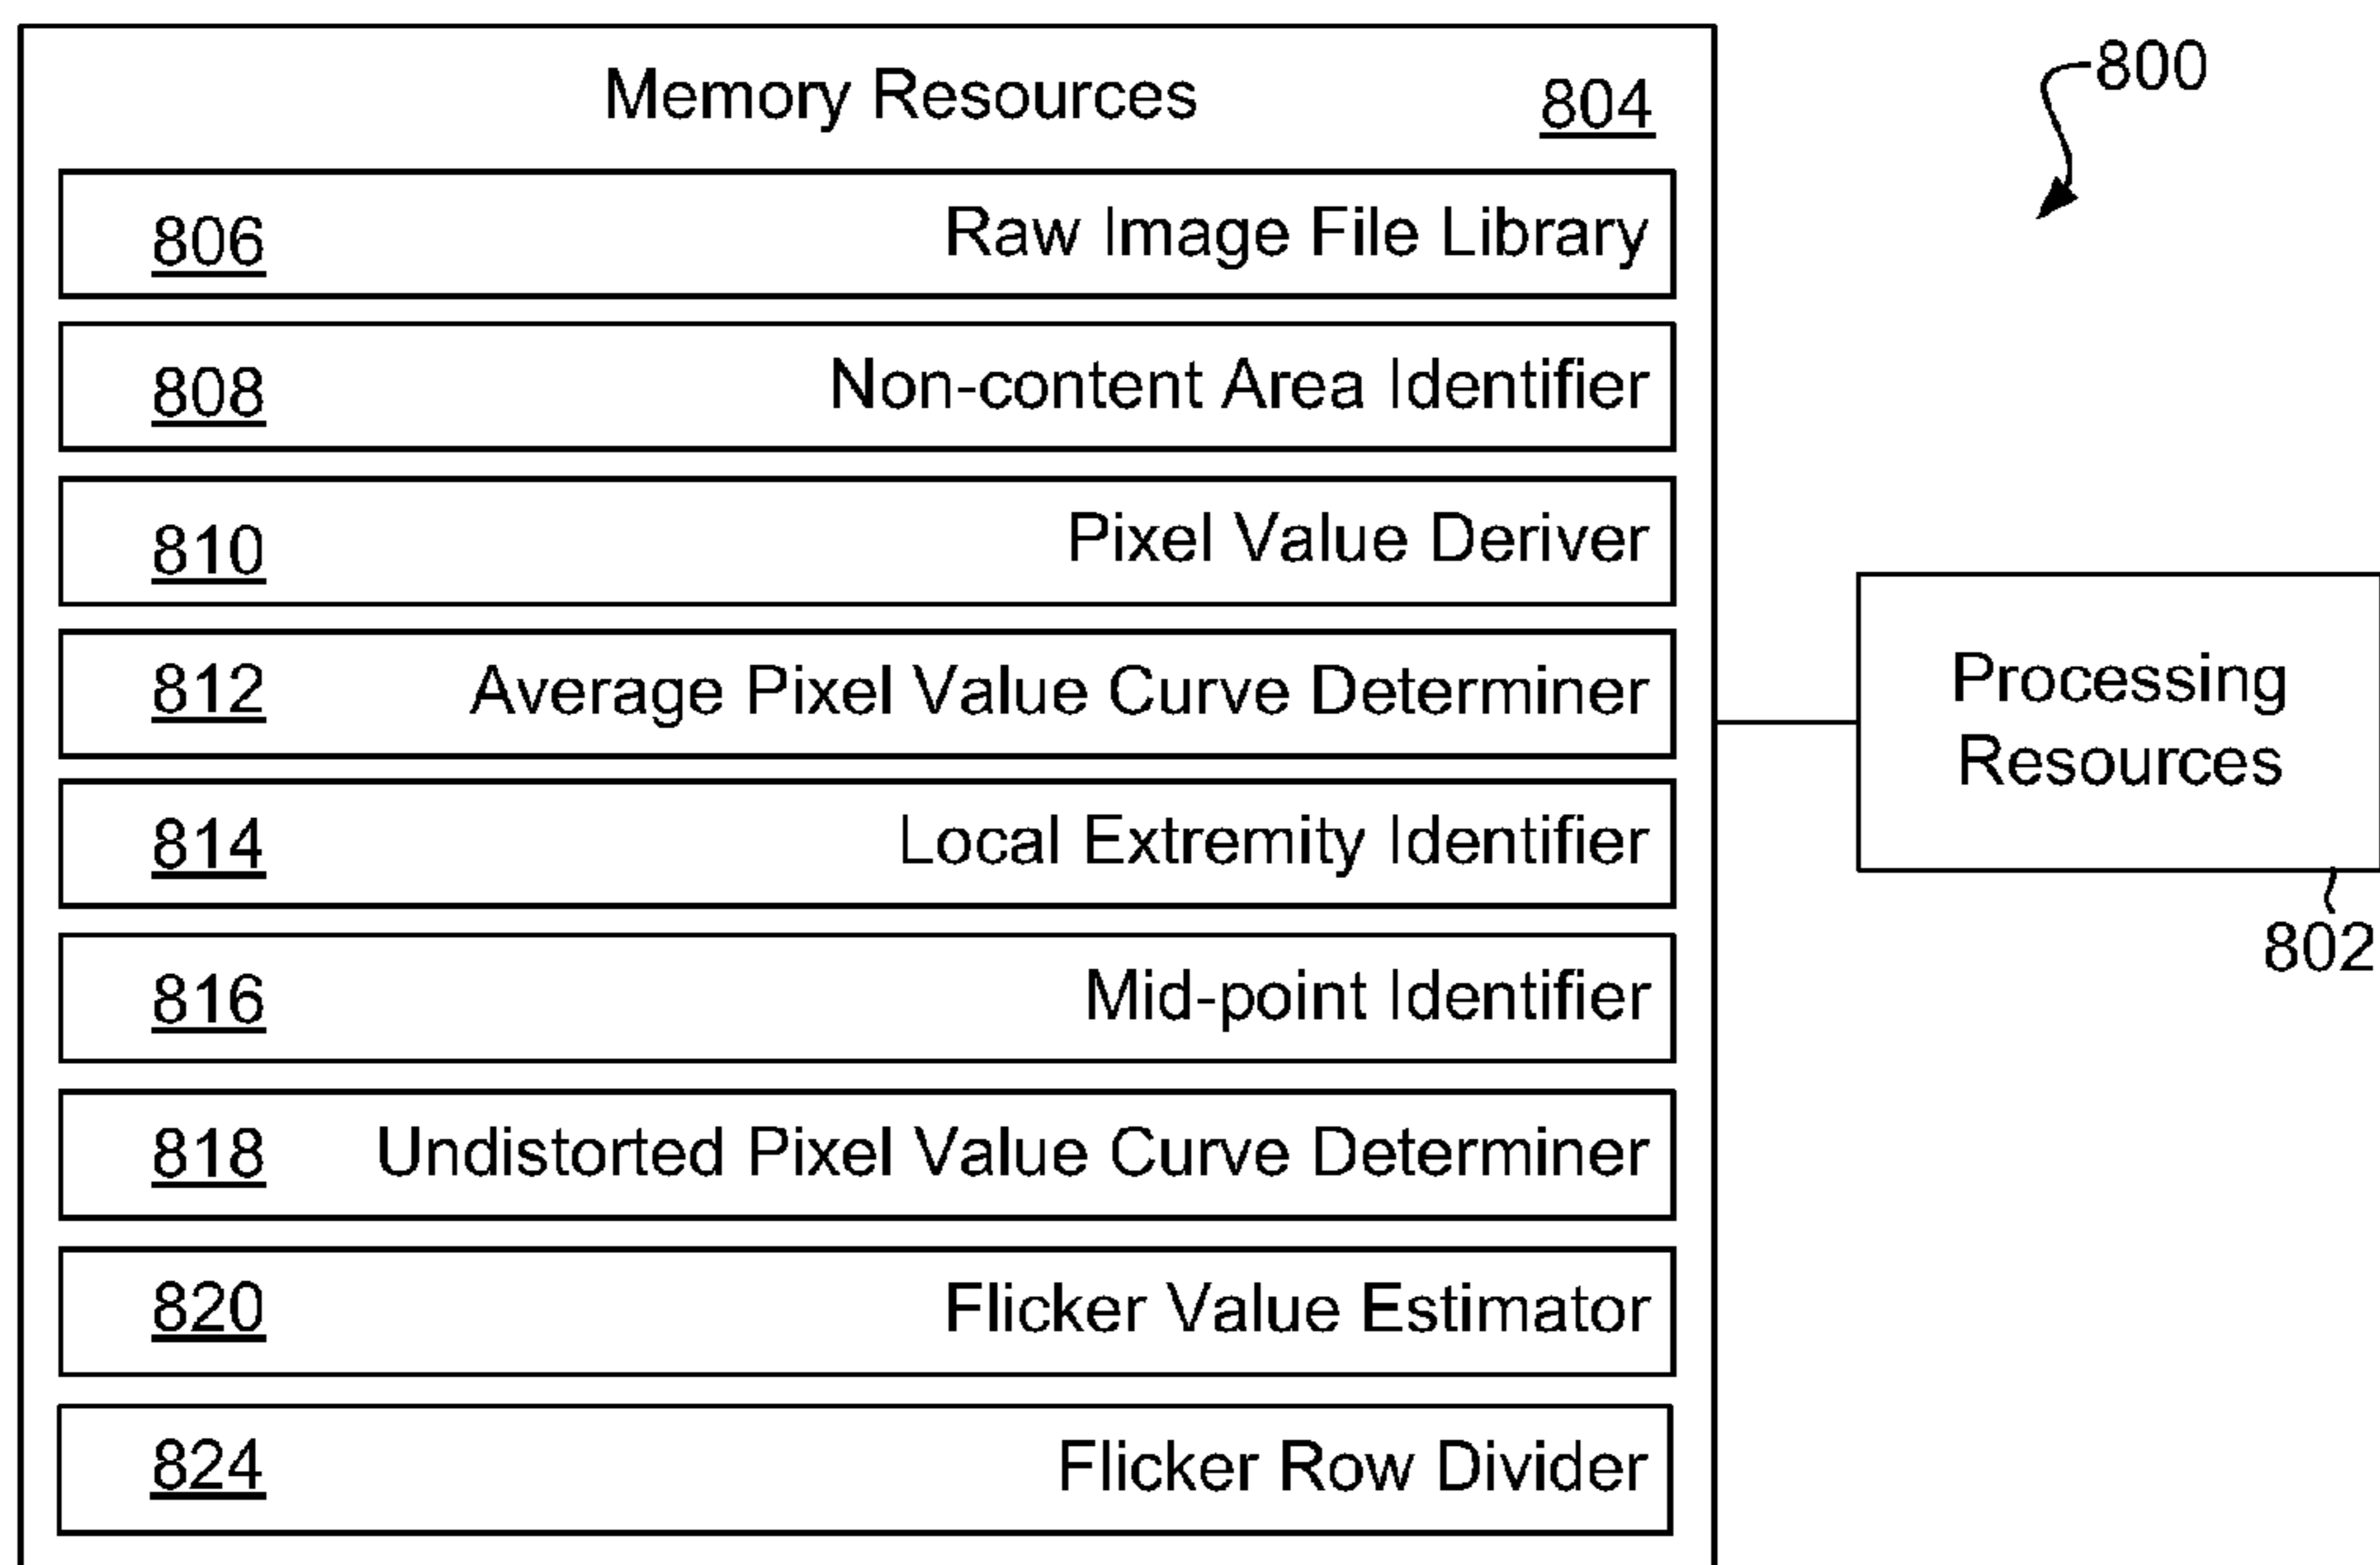 Memory Resources 804
800
806 Raw Image File Library
808 Non-content Area Identifier
810 Pixel Value Deriver
812 Average Pixel Value Curve Determiner
814 Local Extremity Identifier
816 Mid-point Identifier
818 Undistorted Pixel Value Curve Determiner
820 Flicker Value Estimator
824 Flicker Row Divider
Processing
Resources
802